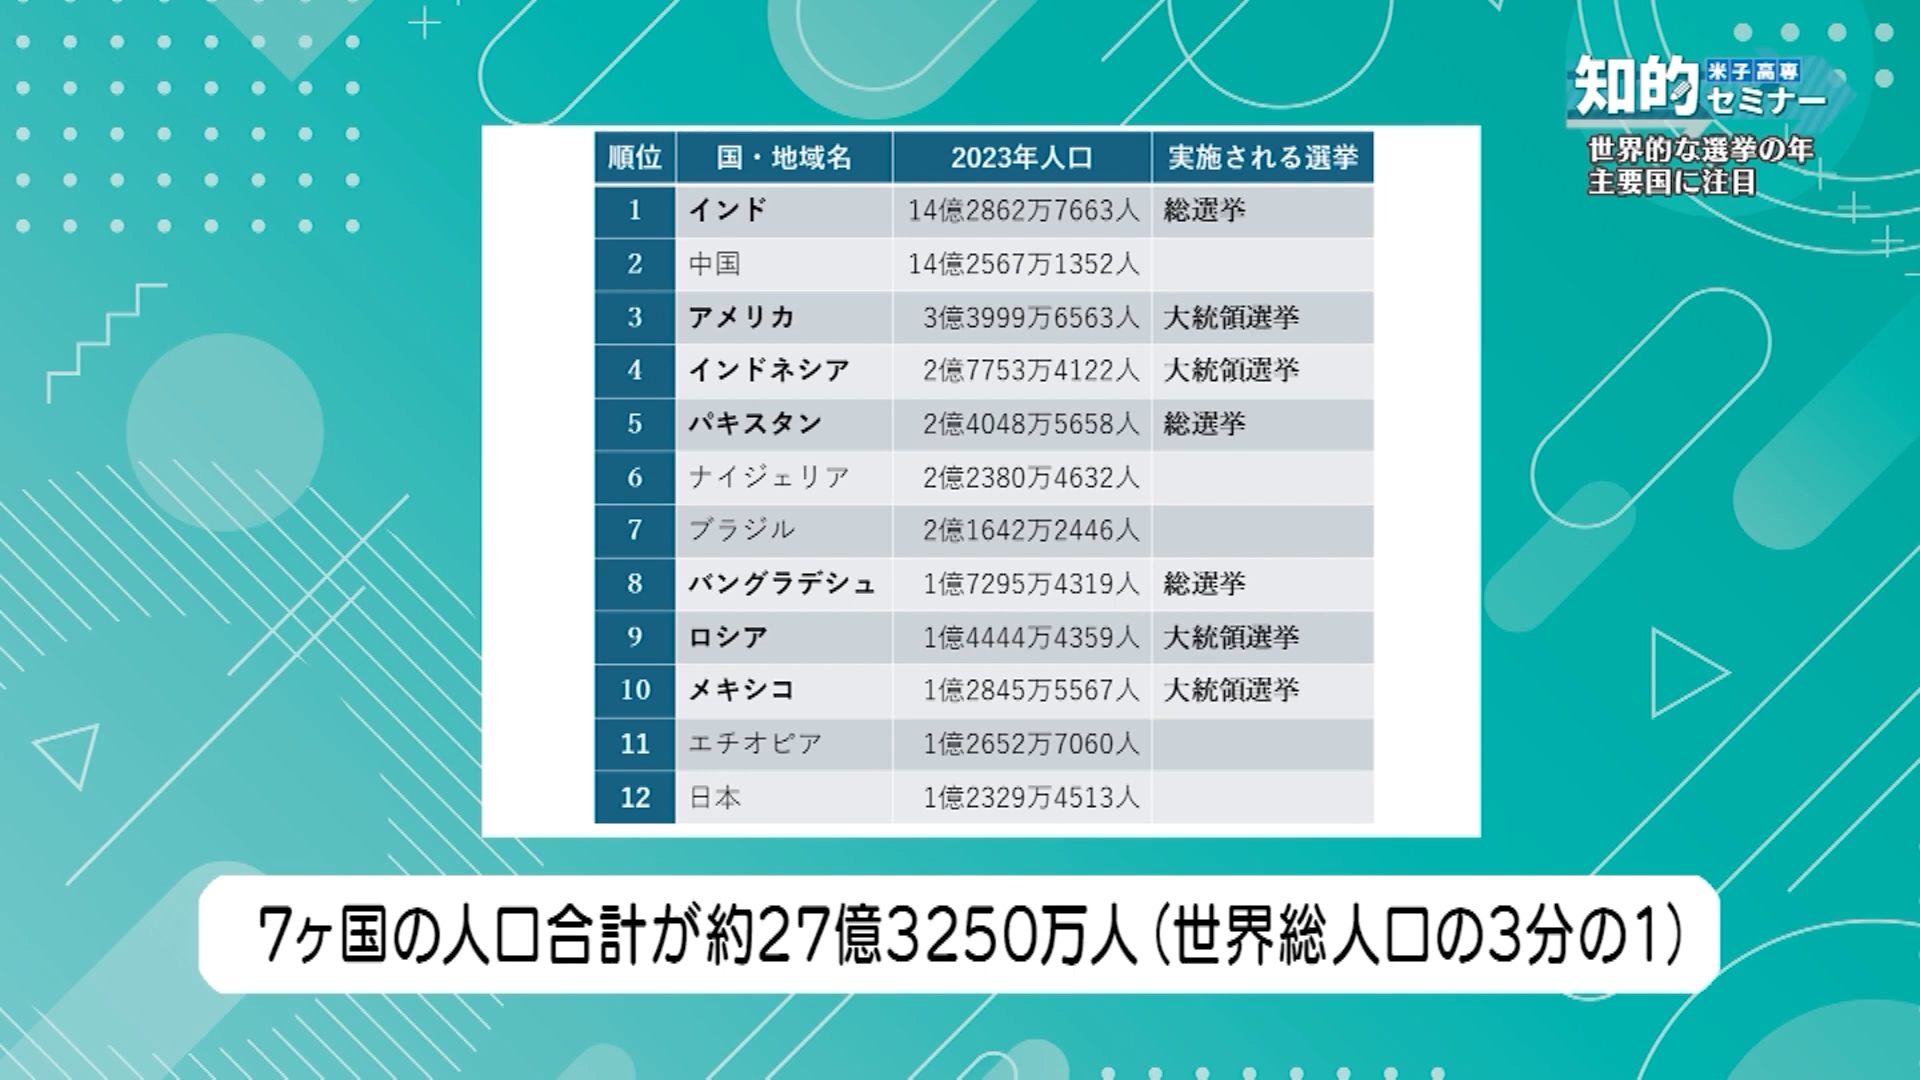 知的 米子高専 セミナー
世界的な選挙の年
主要国に注目
順位 国・地域名 2023年人口 実施される選挙
1 インド 14億2862万7663人 総選挙
2 中国 14億2567万1352人
3 アメリカ 3億3999万6563人 大統領選挙
4 インドネシア 2億7753万4122人 大統領選挙
5 パキスタン 2億4048万5658人 総選挙
6 ナイジェリア 2億2380万4632人
7 ブラジル 2億1642万2446人
8 バングラデシュ 1億7295万4319人 総選挙
9 ロシア 1億4444万4359人 大統領選挙
10 メキシコ 1億2845万5567人 大統領選挙
11 エチオピア 1億2652万7060人
12 日本 1億2329万4513人
7ヶ国の人口合計が約27億3250万人(世界総人口の3分の1)